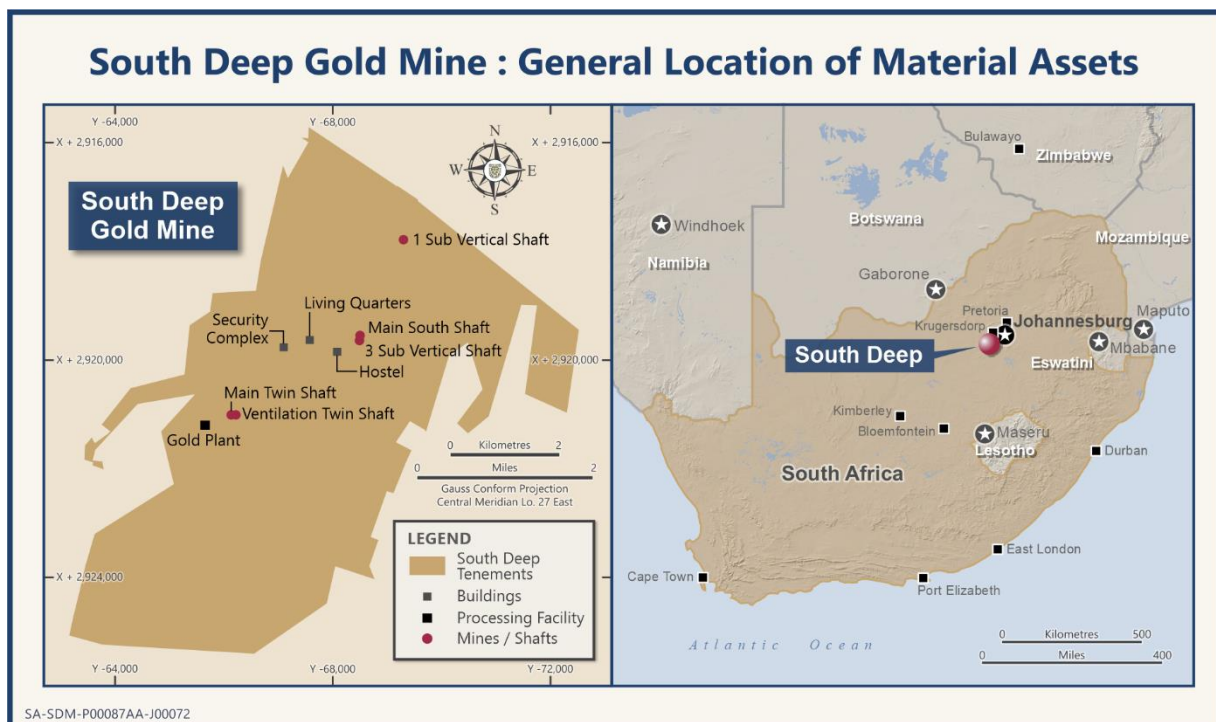 South Deep Gold Mine : General Location of Material Assets
Y -64,000
Y -68,000
X + 2,916,000
X + 2,916,000
N
W
E
S
South Deep
Gold Mine
1 Sub Vertical Shaft
Living Quarters
Security
Complex
Main South Shaft
3 Sub Vertical Shaft
Hostel
X + 2,920,000
X + 2,920,000
Main Twin Shaft
Ventilation Twin Shaft
Gold Plant
0 Kilometres 2
0 Miles 2
Gauss Conform Projection
Central Meridian Lo. 27 East
LEGEND
South Deep
Tenements
Buildings
Processing Facility
Mines / Shafts
X + 2,924,000
X + 2,924,000
Y -64,000
Y -68,000
Y -72,000
Bulawayo
Zimbabwe
Botswana
Windhoek
Namibia
Mozambique
Gaborone
Pretoria
Maputo
Krugersdorp
Johannesburg
South Deep
Mbabane
Eswatini
Kimberley
Bloemfontein
Maseru
Lesotho
Durban
South Africa
East London
Cape Town
Port Elizabeth
Atlantic Ocean
0 Kilometres 500
0 Miles 400
SA-SDM-P00087AA-J00072